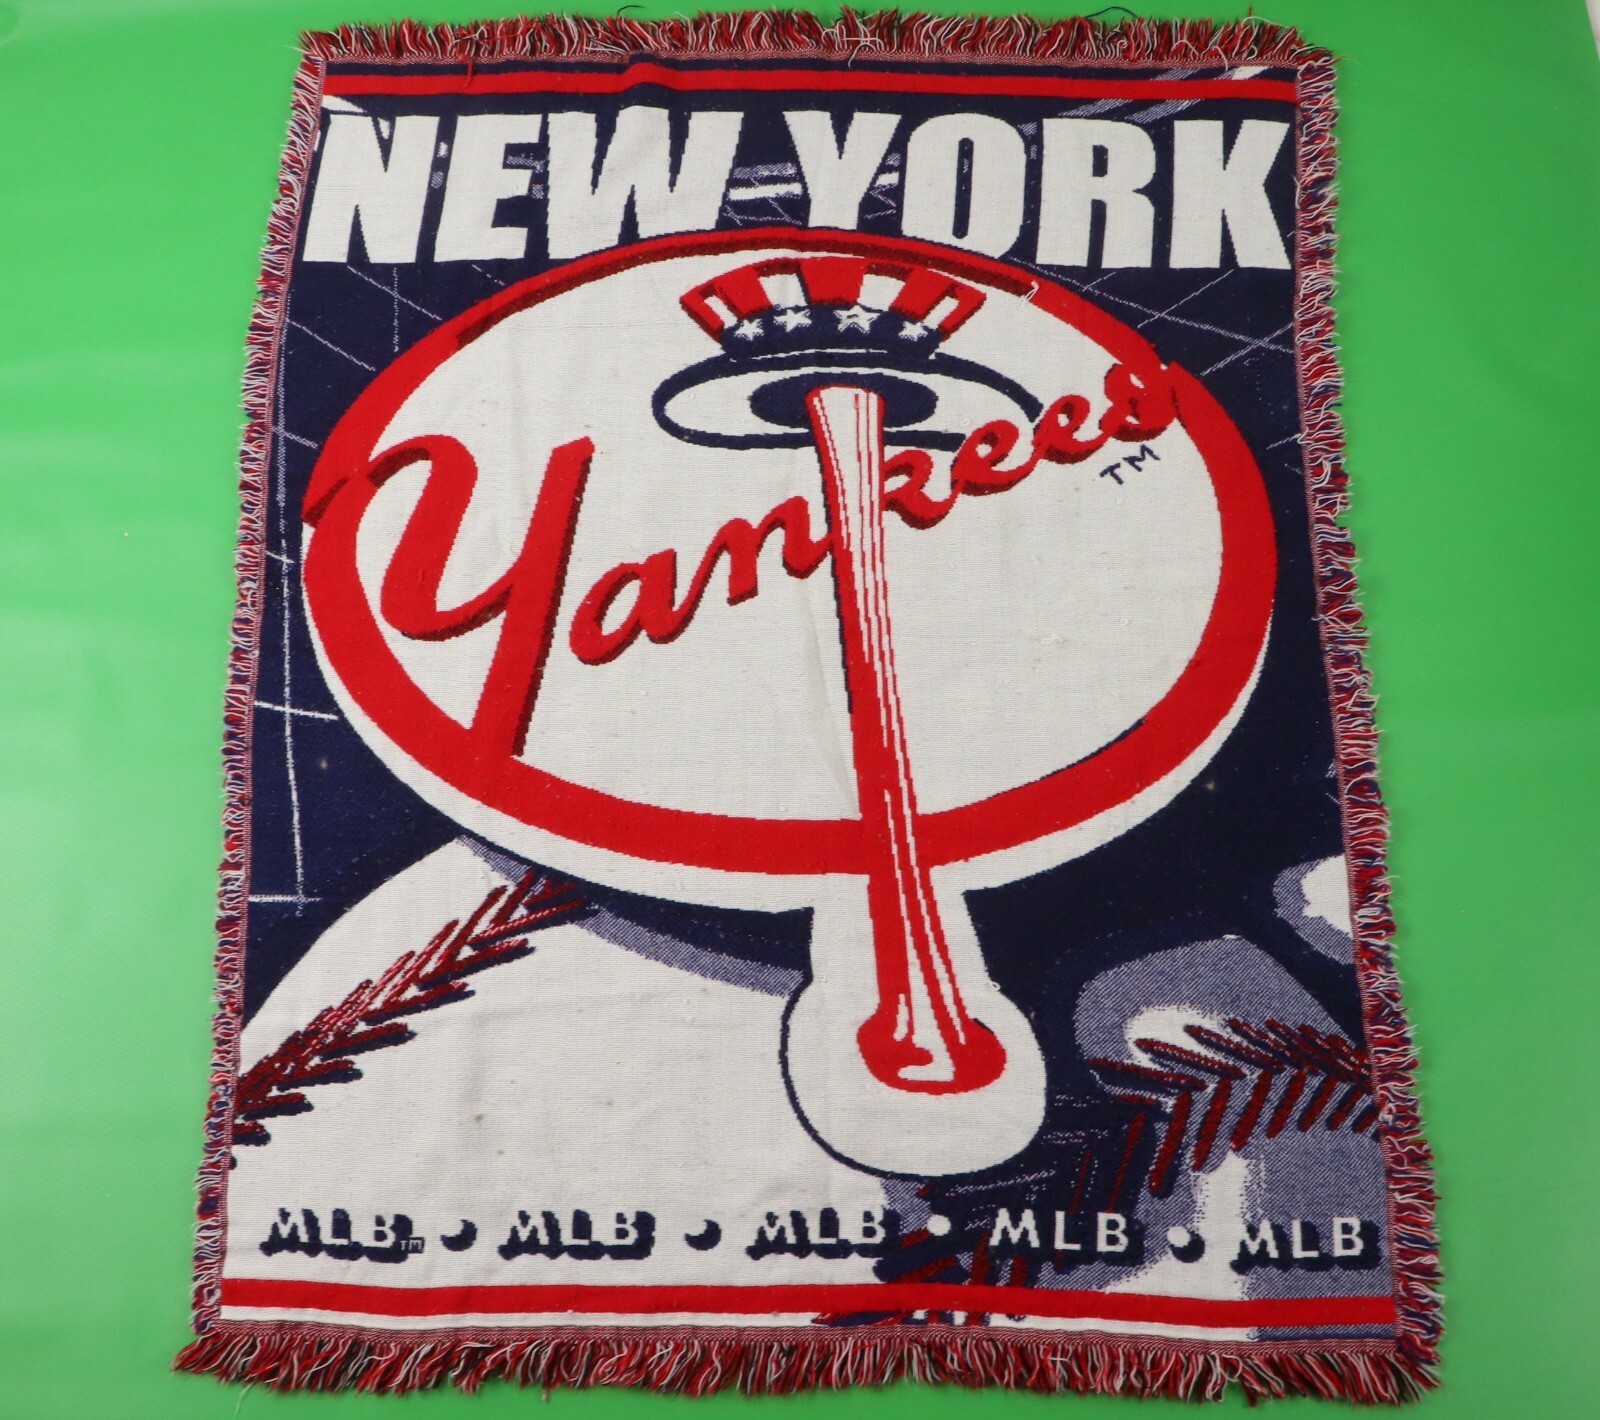 NEW YORK
Yankees
TM
MLB TM • MLB • MLB • MLB • MLB